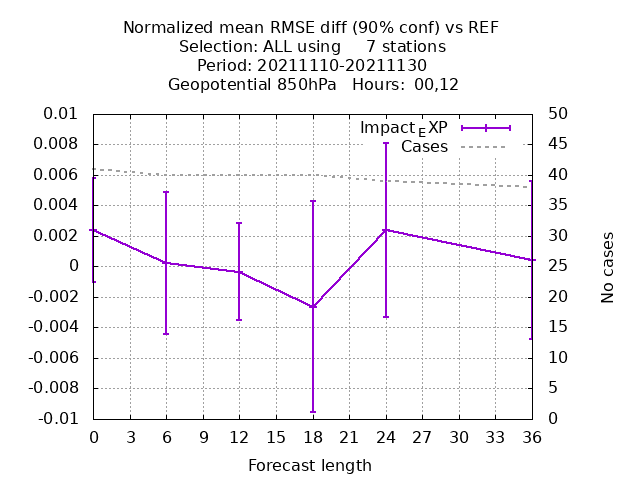 Normalized mean RMSE diff (90% conf) vs REF
Selection: ALL using     7 stations
Period: 20211110-20211130
Geopotential 850hPa   Hours:  00,12
0.01
0.008
0.006
0.004
0.002
0
-0.002
-0.004
-0.006
-0.008
-0.01
Impact_EXP
Cases
50
45
40
35
30
25
20
15
10
5
0
No cases
0 3 6 9 12 15 18 21 24 27 30 33 36
Forecast length